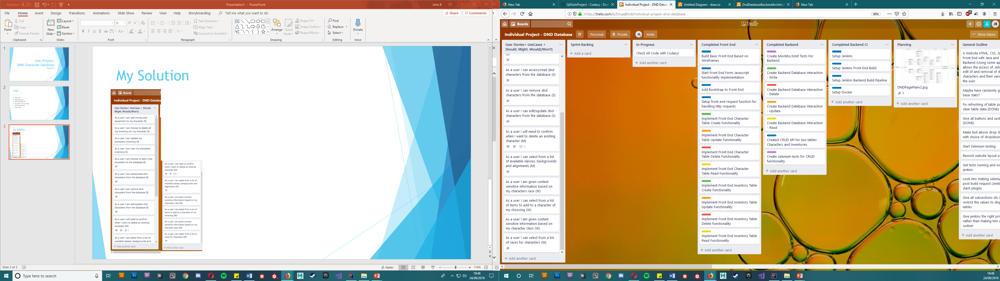 AutoSave Off
Presentation1 - PowerPoint
John B
File Home Insert Design Transitions Animations Slide Show Review View Help Storyboarding Tell me what you want to do
Share Comments
Paste
Cut
Copy
Format Painter
Clipboard
New
Slide
Layout
Reset
Section
Slides
36
Font
Paragraph
Text Direction
Align Text
Convert to SmartArt
Arrange
Quick
Styles
Shape Fill
Shape Outline
Shape Effects
Drawing
Find
Replace
Select
Editing
Dictate
Voice
1
Solo Project:
DND Character Database
2
Brief
3
My Solution
My Solution
Boards
Individual Project - DND Databa
User Stories+ UseCases + Should,
Might, Would(/Won't)
As a user I can add money and
equipment to my character (S)
As a user I can choose to delete all
my inventory for my character (S)
As a user I can update my
characters inventory (S)
As a user I can view my characters
inventory (S)
As a user I can choose to add a new
characters to the database (S)
As a user I can access/read dnd
characters from the database (S)
As a user I can remove dnd
characters from the database (S)
As a user I can edit/update dnd
characters from the database (S)
As a user I will need to confirm
when I want to delete an existing
character (M)
1
As a user I can select from a list of
available classes, backgrounds and
+ Add another card
As a user I will need to confirm
when I want to delete an existing
character (M)
1
As a user I can select from a list of
available classes, backgrounds and
alignments (M)
As a user I am given context
sensitive information based on my
characters race (W)
As a user I can select from a list of
items to add to a character of my
choosing (W)
As a user I am given context
sensitive information based on my
character class (W)
As a user I can select from a list of
races for characters (W)
+ Add another card
Slide 3 of 3
Notes
114%
Type here to search
19:48
24/09/2019
New Tab
QASoloProject - Codacy - Dash
Individual Project - DND Datab
Untitled Diagram - draw.io
DndDatabaseBackendArchitect
New Tab
https://trello.com/b/DnaqB0v8/individual-project-dnd-database
90%
Boards
Trello
JB
Individual Project - DND Database
Personal
Private
JB
Invite
Show Menu
User Stories+ UseCases +
Should, Might, Would(/Won't)
(S)
As a user I can access/read dnd
characters from the database (S)
As a user I can remove dnd
characters from the database (S)
As a user I can edit/update dnd
characters from the database (S)
As a user I will need to confirm
when I want to delete an existing
character (M)
1
As a user I can select from a list
of available classes, backgrounds
and alignments (M)
As a user I am given context
sensitive information based on
my characters race (W)
As a user I can select from a list
of items to add to a character of
my choosing (W)
As a user I am given context
sensitive information based on
my character class (W)
As a user I can select from a list
of races for characters (W)
+ Add another card
Sprint-Backlog
+ Add a card
In-Progress
Check All Code with Codacy!
+ Add another card
Completed Front End
Build Basic Front End Based on
Wireframes
Start Front End Form Javascript
functionality Implementation
Add Bootstrap to Front End
Setup front end request function for
handling http requests
Implement Front End Character
Table Create Functionality
Implement Front End Character
Table Update Functionality
Implement Front End Character
Table Delete Functionality
Implement Front End Character
Table Read Functionality
Implement Front End Inventory Table
Create Functionality
Implement Front End Inventory Table
Update Functionality
Implement Front End Inventory Table
Delete Functionality
Implement Front End Inventory Table
Read Functionality
+ Add another card
Completed Backend
Create Mockito/JUnit Tests For
Backend
Create Backend Database Interaction
- Write
Create Backend Database Interaction
- Delete
Create Backend Database Interaction
- Update
Create Backend Database Interaction
- Read
Created CRUD API for two tables
Characters and Inventories
Create selenium tests for CRUD
functionality
+ Add another card
Completed Backend CI
Setup Jenkins
Setup Jenkins Front End Build
Setup Jenkins Backend Build Pipeline
Setup Docker
+ Add another card
Planning
DNDPagePlanv2.jpg
9
+ Add another card
General Outline
A Website HTML, CSS, Ja
Front End with Java and
Backend (Using some ap
allows the access of, add
edit of and removal of d
characters and their vari
the user.
Maybe have randomly g
base stats?
Fix refreshing of table pa
clear table data (DONE)
Give all buttons and sect
(DONE)
Make text above drop d
with choice of dropdown
Start Selenium testing
Rework website layout a
Get tests running and wo
jenkins
Look into making seleniu
post build request (Jenki
stack plugin)
Give all subsections ids i
restrict the values to disp
tables
Give jenkins the right pri
rather than making him a
sudoer
+ Add another card
19:48
24/09/2019